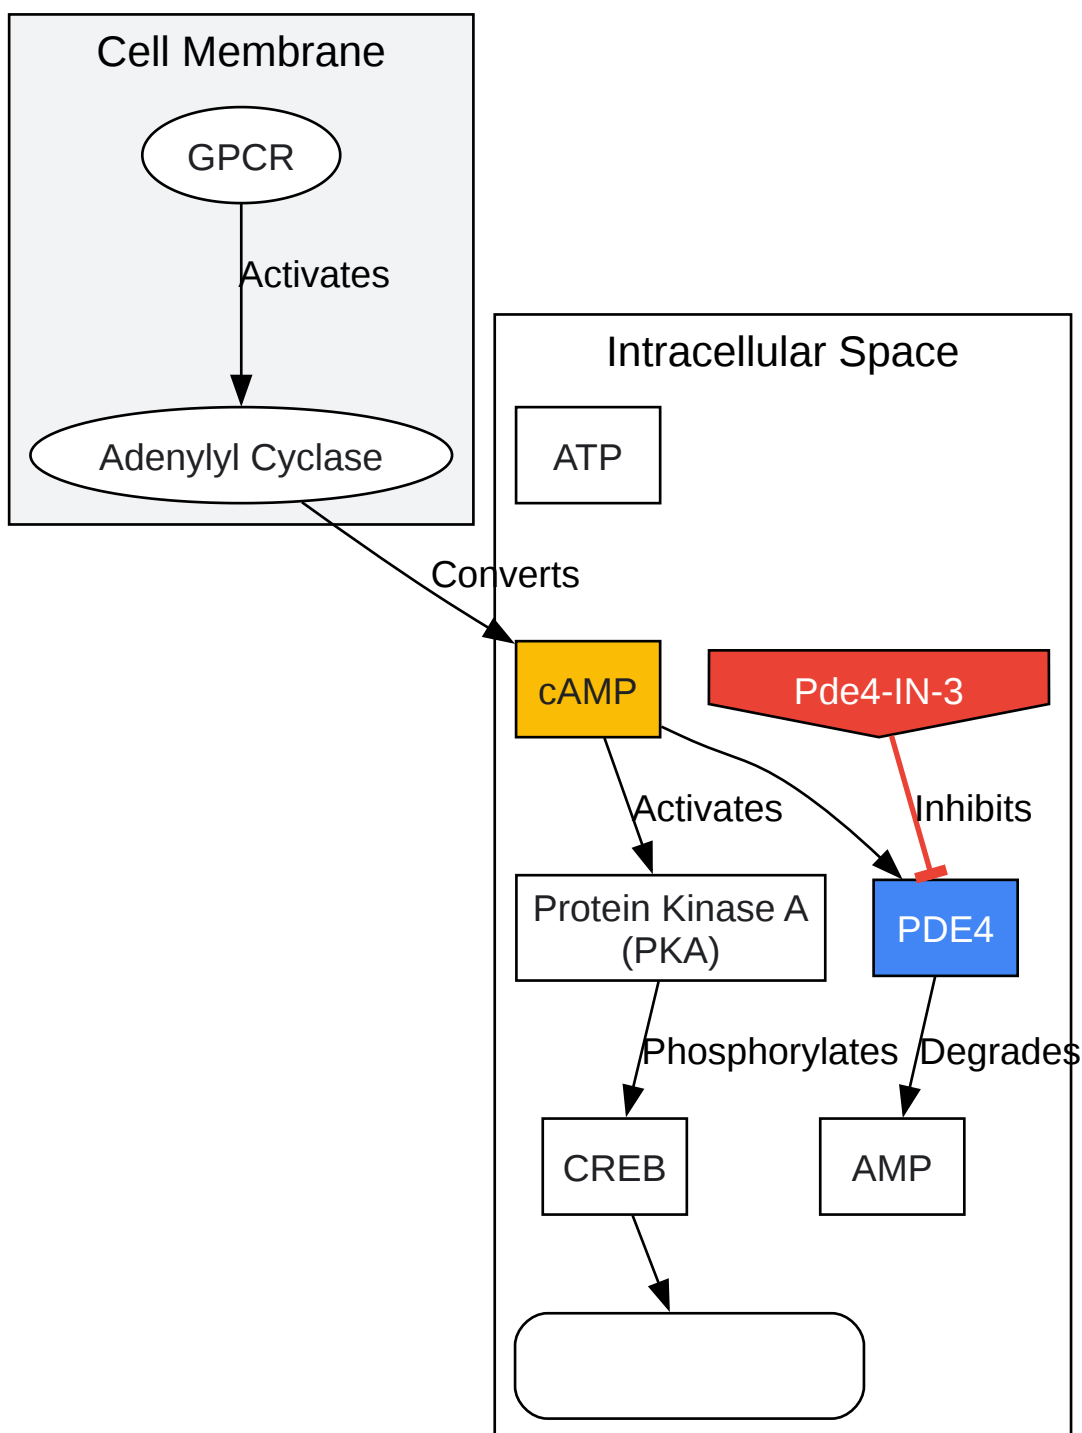 Cell Membrane
GPCR
Activates
Intracellular Space
Adenylyl Cyclase
ATP
Converts
cAMP
Pde4-IN-3
Activates
Inhibits
Protein Kinase A
(PKA)
PDE4
Phosphorylates
Degrades
CREB
AMP